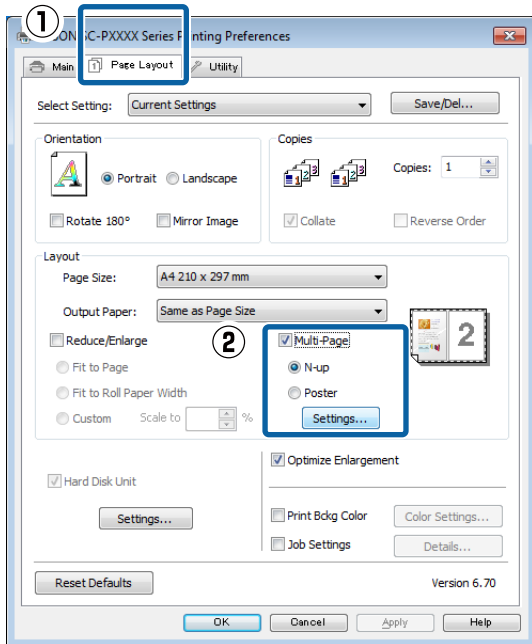 1
EPSON SC-PXXXX Series Printing Preferences
Main Page Layout Utility
Select Setting: Current Settings Save/Del...
Orientation
Portrait Landscape
Rotate 180° Mirror Image
Copies
Copies: 1
Collate Reverse Order
Layout
Page Size: A4 210 x 297 mm
Output Paper: Same as Page Size
Reduce/Enlarge
Fit to Page
Fit to Roll Paper Width
Custom Scale to %
2
Multi-Page
N-up
Poster
Settings...
2
Hard Disk Unit
Settings...
Optimize Enlargement
Print Bckg Color Color Settings...
Job Settings Details...
Reset Defaults Version 6.70
OK Cancel Apply Help